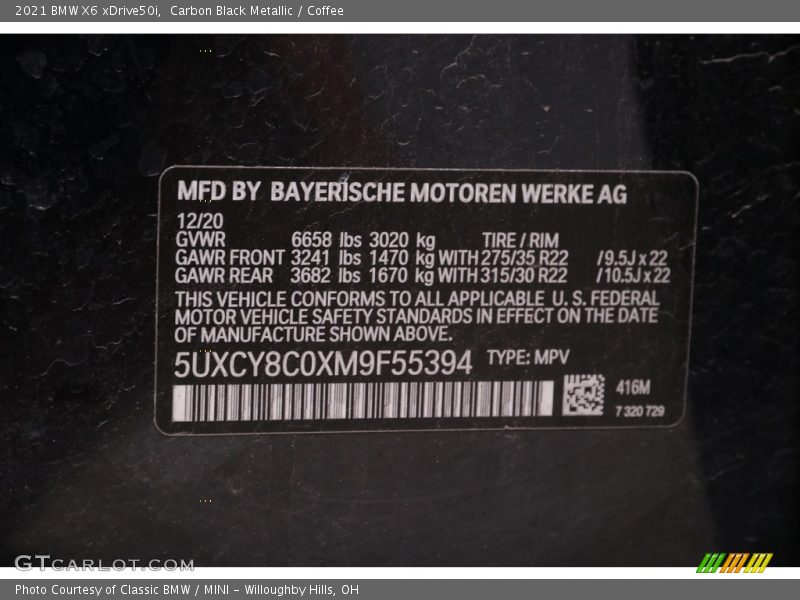 2021 BMW X6 xDrive50i, Carbon Black Metallic / Coffee
MFD BY BAYERISCHE MOTOREN WERKE AG
12/20
GVWR 6658 lbs 3020 kg TIRE / RIM
GAWR FRONT 3241 lbs 1470 kg WITH 275/35 R22 /9.5J x 22
GAWR REAR 3682 lbs 1670 kg WITH 315/30 R22 /10.5J x 22
THIS VEHICLE CONFORMS TO ALL APPLICABLE U. S. FEDERAL
MOTOR VEHICLE SAFETY STANDARDS IN EFFECT ON THE DATE
OF MANUFACTURE SHOWN ABOVE.
5UXCY8C0XM9F55394 TYPE: MPV
416M
7 320 729
GTCARLOT.COM
Photo Courtesy of Classic BMW / MINI - Willoughby Hills, OH